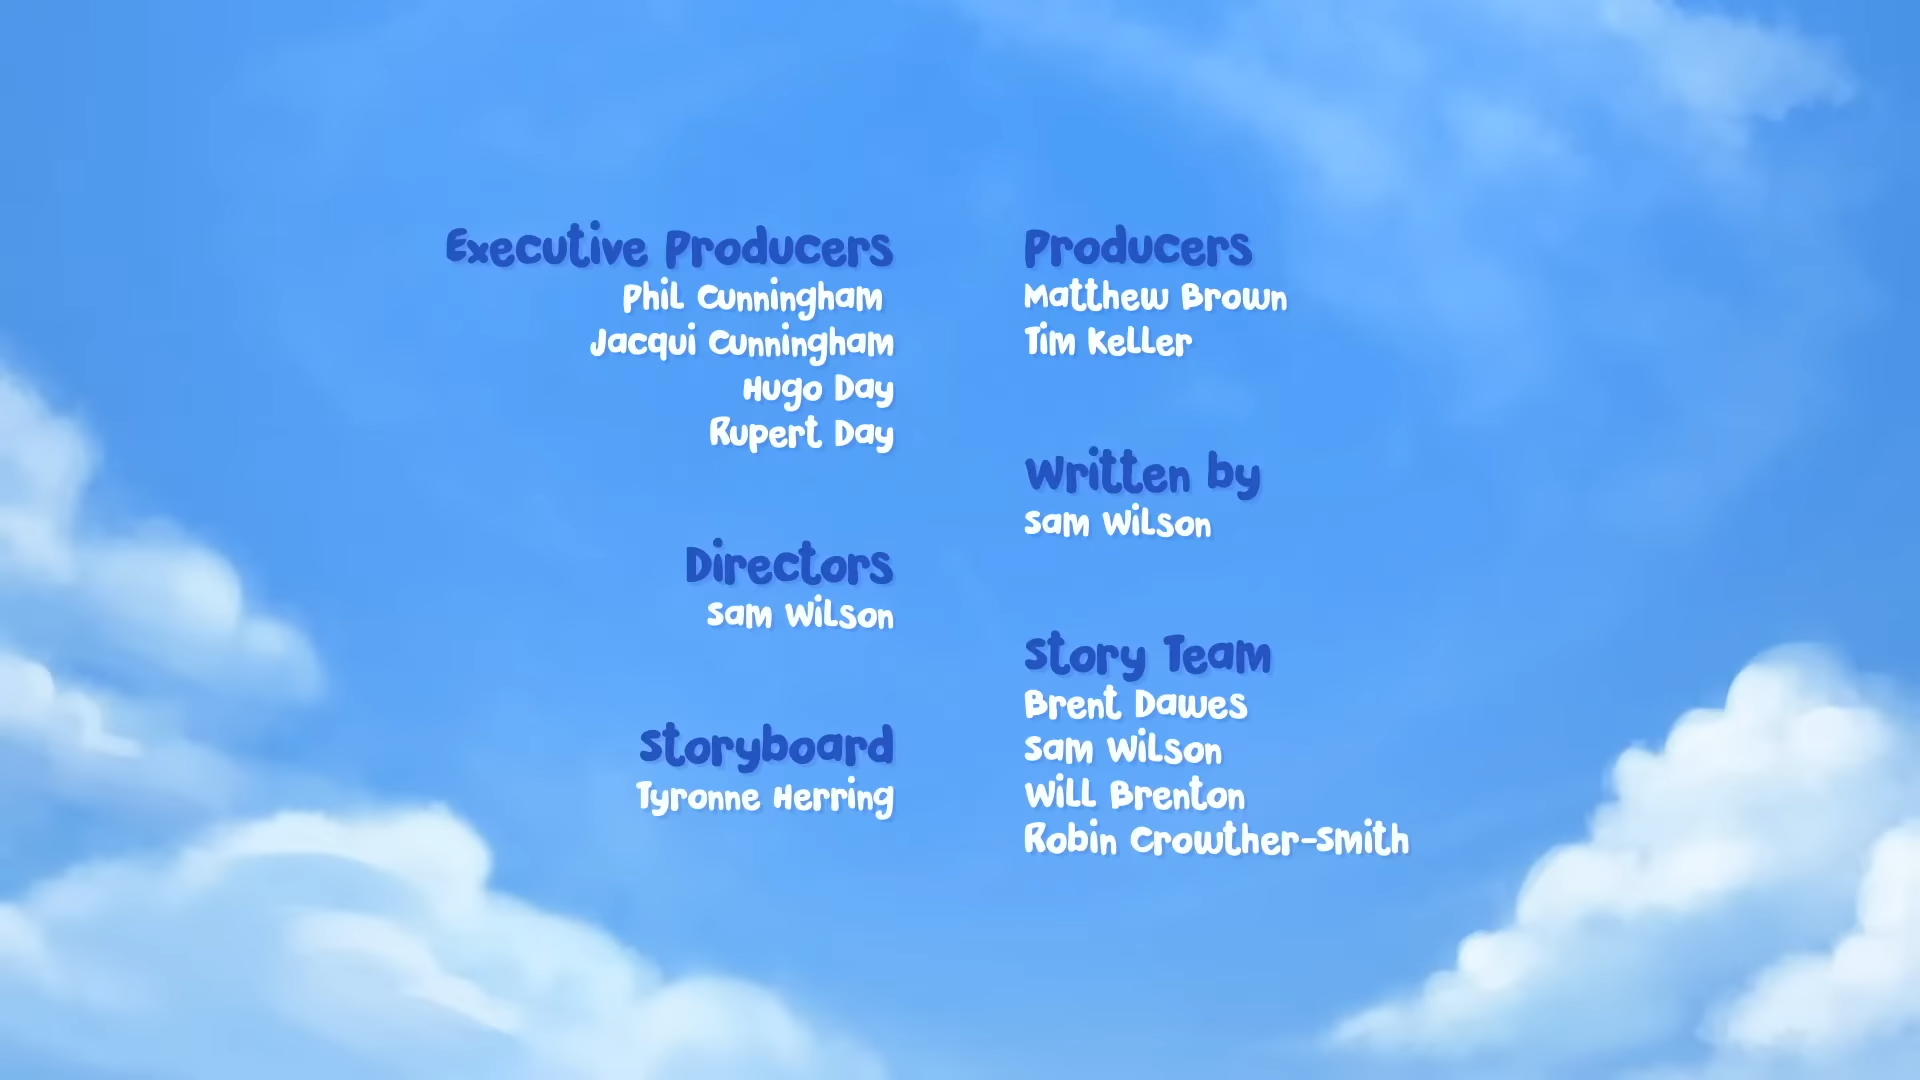 Executive Producers
Phil Cunningham
Jacqui Cunningham
Hugo Day
Rupert Day
Directors
Sam Wilson
Storyboard
Tyronne Herring
Producers
Matthew Brown
Tim Keller
Written by
Sam Wilson
Story Team
Brent Dawes
Sam Wilson
Will Brenton
Robin Crowther-Smith